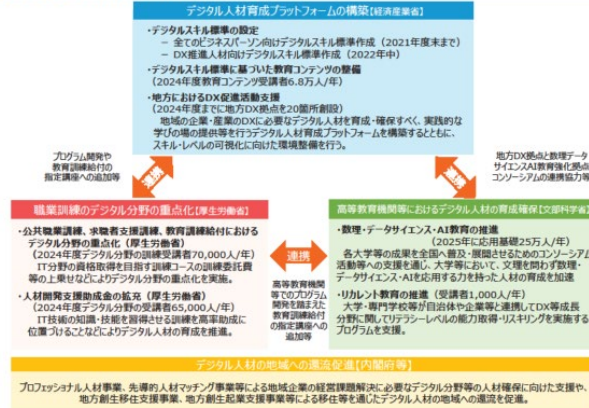 デジタル人材育成プラットフォームの構築【経済産業省】
・デジタルスキル標準の設定
－ 全てのビジネスパーソン向けデジタルスキル標準作成（2021年度末まで）
－ DX推進人材向けデジタルスキル標準作成（2022年中）
・デジタルスキル標準に基づいた教育コンテンツの整備
（2024年度教育コンテンツ受講者6.8万人/年）
・地方におけるDX促進活動支援
（2024年度までに地方DX拠点を20箇所創設）
地域の企業・産業のDXに必要なデジタル人材を育成・確保すべく、実践的な
学びの場の提供等を行うデジタル人材育成プラットフォームを構築するとともに、
スキル・レベルの可視化に向けた環境整備を行う。
プログラム開発や
教育訓練給付の
指定講座への追加等
連携
地方DX拠点と数理データ
サイエンスAI教育強化拠点
コンソーシアムの連携協力等
連携
職業訓練のデジタル分野の重点化【厚生労働省】
・公共職業訓練、求職者支援訓練、教育訓練給付における
デジタル分野の重点化（厚生労働省）
（2024年度デジタル分野の訓練受講者70,000人/年）
IT分野の資格取得を目指す訓練コースの訓練委託費
等の上乗せなどによりデジタル分野の重点化を実施。
・人材開発支援助成金の拡充（厚生労働省）
（2024年度デジタル分野の受講者65,000人/年）
IT技術の知識・技能を習得させる訓練を高率助成に
位置づけることなどによりデジタル人材の育成を推進。
連携
高等教育機関
等でのプログラム
開発を踏まえた
教育訓練給付
の指定講座への
追加等
高等教育機関等におけるデジタル人材の育成確保【文部科学省】
・数理・データサイエンス・AI教育の推進
（2025年に応用基礎25万人/年）
各大学等の成果を全国へ普及・展開させるためのコンソーシアム
活動等への支援を通じ、大学等において、文理を問わず数理・
データサイエンス・AIを応用する力を持った人材の育成を加速
・リカレント教育の推進（受講者1,000人/年）
大学・専門学校等が自治体や企業等と連携してDX等成長
分野に関してリテラシーレベルの能力取得・リスキリングを実施する
プログラムを支援。
デジタル人材の地域への還流促進【内閣府等】
プロフェッショナル人材事業、先導的人材マッチング事業等による地域企業の経営課題解決に必要なデジタル分野等の人材確保に向けた支援や、
地方創生移住支援事業、地方創生起業支援事業等による移住等を通じたデジタル人材の地域への還流を促進。